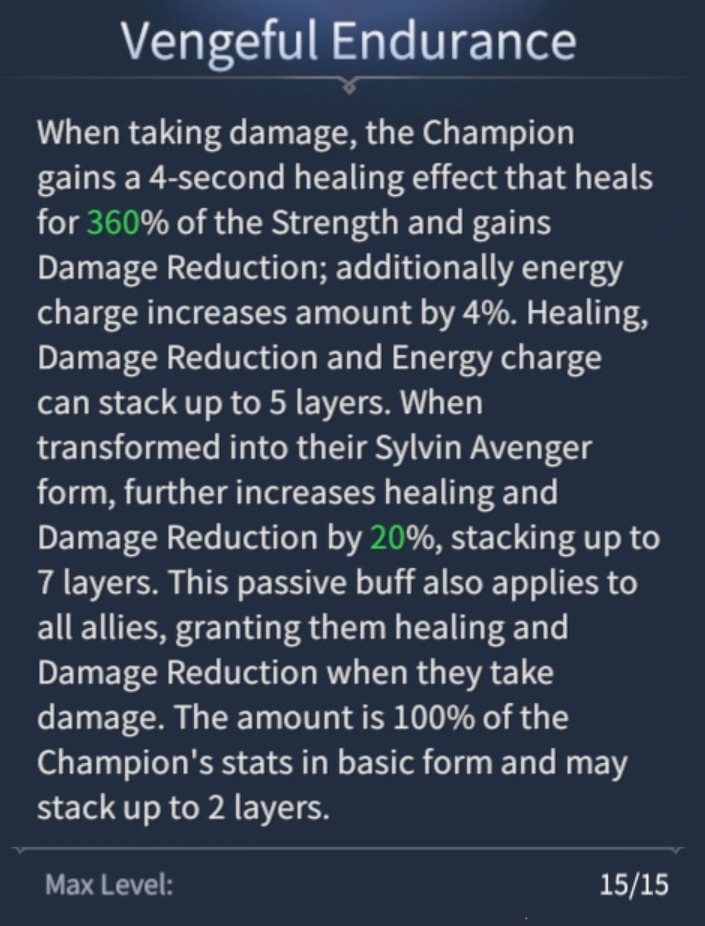 Vengeful Endurance
When taking damage, the Champion
gains a 4-second healing effect that heals
for 360% of the Strength and gains
Damage Reduction; additionally energy
charge increases amount by 4%. Healing,
Damage Reduction and Energy charge
can stack up to 5 layers. When
transformed into their Sylvin Avenger
form, further increases healing and
Damage Reduction by 20%, stacking up to
7 layers. This passive buff also applies to
all allies, granting them healing and
Damage Reduction when they take
damage. The amount is 100% of the
Champion's stats in basic form and may
stack up to 2 layers.
Max Level: 15/15